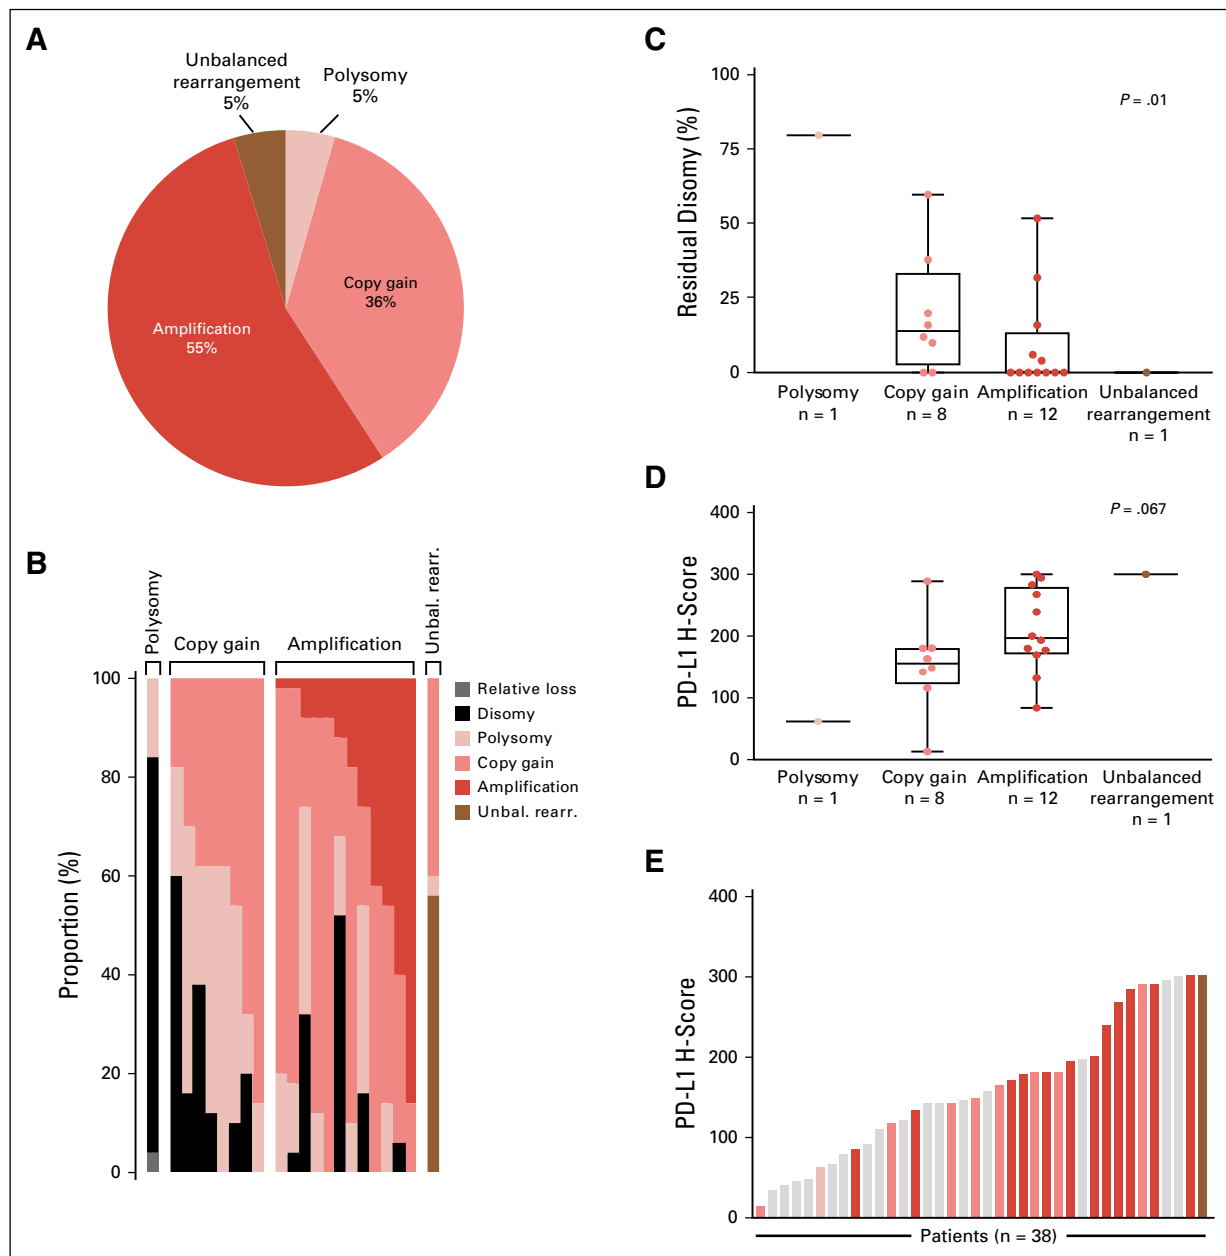 A
Unbalanced
rearrangement
5%
Polysomy
5%
Copy gain
36%
Amplification
55%
B
Polysomy
Copy gain
Amplification
Unbal. rearr.
Proportion (%)
100
80
60
40
20
0
Relative loss
Disomy
Polysomy
Copy gain
Amplification
Unbal. rearr.
C
Residual Disomy (%)
100
75
50
25
0
P = .01
Polysomy
n = 1
Copy gain
n = 8
Amplification
n = 12
Unbalanced
rearrangement
n = 1
D
PD-L1 H-Score
400
300
200
100
0
P = .067
Polysomy
n = 1
Copy gain
n = 8
Amplification
n = 12
Unbalanced
rearrangement
n = 1
E
PD-L1 H-Score
400
300
200
100
0
Patients (n = 38)